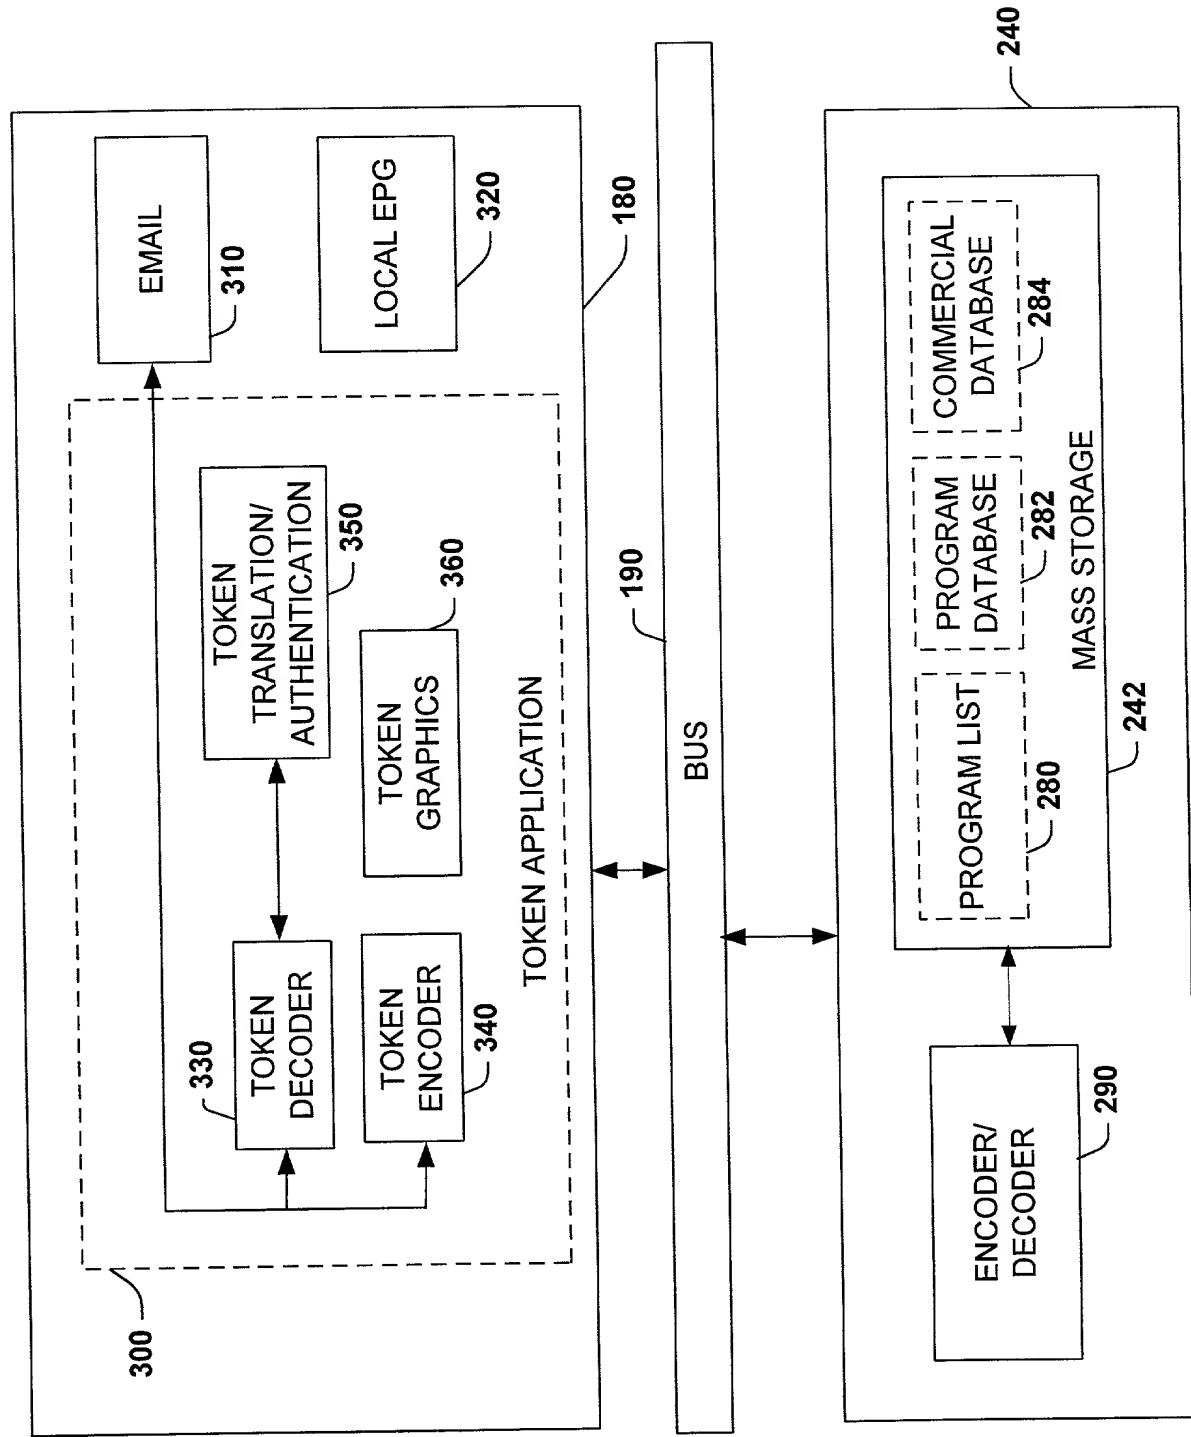 300
330
TOKEN
DECODER
TOKEN
ENCODER
340
TOKEN
TRANSLATION/
AUTHENTICATION
350
TOKEN
GRAPHICS
360
TOKEN APPLICATION
EMAIL
310
LOCAL EPG
320
180
BUS
190
240
ENCODER/
DECODER
290
PROGRAM LIST
280
PROGRAM
DATABASE
282
COMMERCIAL
DATABASE
284
MASS STORAGE
242